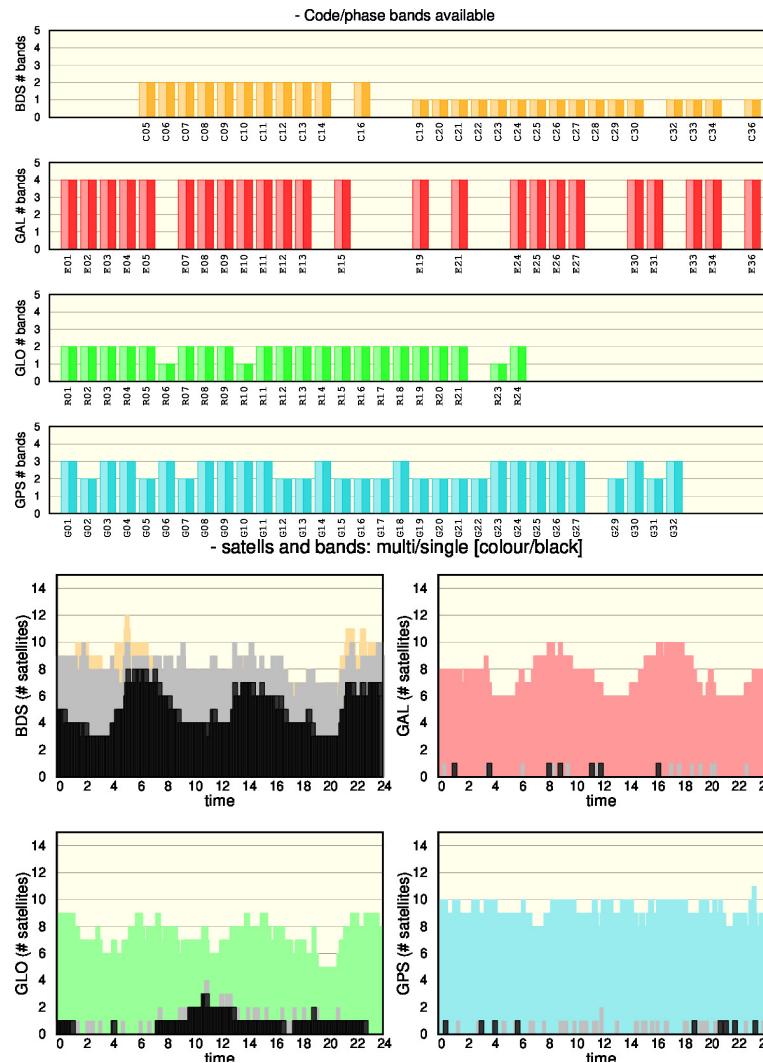 - Code/phase bands available
BDS # bands
5
4
3
2
1
0
C05 C06 C07 C08 C09 C10 C11 C12 C13 C14 C16 C19 C20 C21 C22 C23 C24 C25 C26 C27 C28 C29 C30 C32 C33 C34 C36
GAL # bands
5
4
3
2
1
0
E01 E02 E03 E04 E05 E07 E08 E09 E10 E11 E12 E13 E15 E19 E21 E24 E25 E26 E27 E30 E31 E33 E34 E36
GLO # bands
5
4
3
2
1
0
R01 R02 R03 R04 R05 R06 R07 R08 R09 R10 R11 R12 R13 R14 R15 R16 R17 R18 R19 R20 R21 R23 R24
GPS # bands
5
4
3
2
1
0
G01 G02 G03 G04 G05 G06 G07 G08 G09 G10 G11 G12 G13 G14 G15 G16 G17 G18 G19 G20 G21 G22 G23 G24 G25 G26 G27 G29 G30 G31 G32
- satells and bands: multi/single [colour/black]
BDS (# satellites)
14
12
10
8
6
4
2
0
0 2 4 6 8 10 12 14 16 18 20 22 24
time
GAL (# satellites)
14
12
10
8
6
4
2
0
0 2 4 6 8 10 12 14 16 18 20 22 24
time
GLO (# satellites)
14
12
10
8
6
4
2
0
0 2 4 6 8 10 12 14 16 18 20 22 24
time
GPS (# satellites)
14
12
10
8
6
4
2
0
0 2 4 6 8 10 12 14 16 18 20 22 24
time